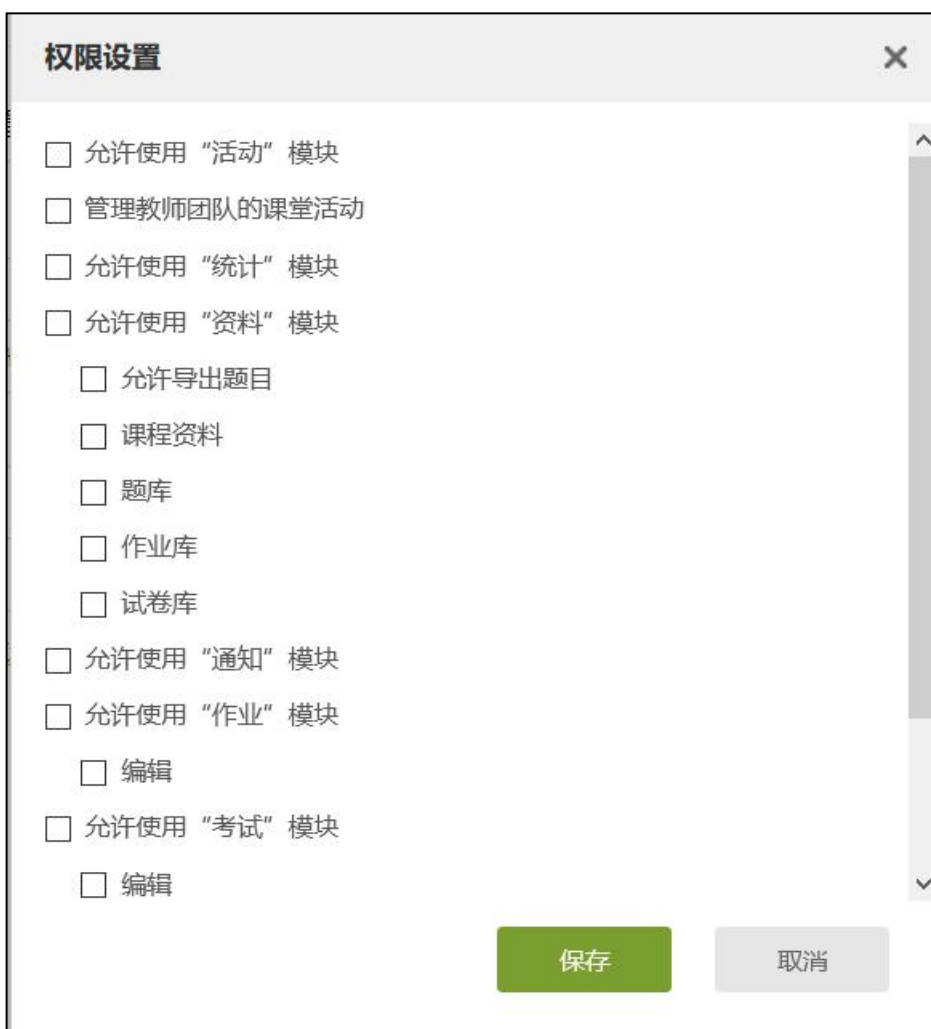 权限设置
允许使用“活动”模块
管理教师团队的课堂活动
允许使用“统计”模块
允许使用“资料”模块
允许导出题目
课程资料
题库
作业库
试卷库
允许使用“通知”模块
允许使用“作业”模块
编辑
允许使用“考试”模块
编辑
保存 取消